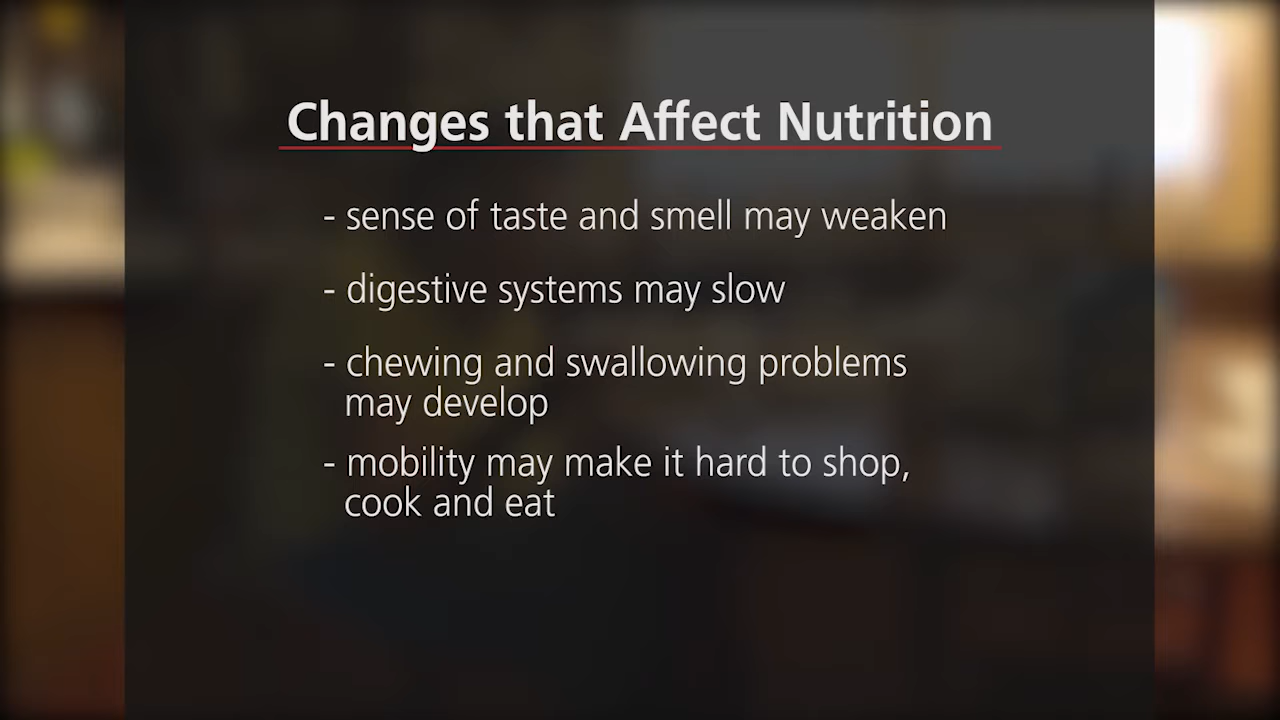 Changes that Affect Nutrition
- sense of taste and smell may weaken
- digestive systems may slow
- chewing and swallowing problems
may develop
- mobility may make it hard to shop,
cook and eat